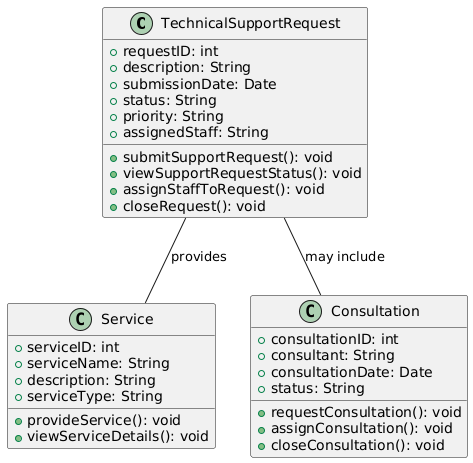 C TechnicalSupportRequest
requestID: int
description: String
submissionDate: Date
status: String
priority: String
assignedStaff: String
submitSupportRequest(): void
viewSupportRequestStatus(): void
assignStaffToRequest(): void
closeRequest(): void
provides
may include
C Service
serviceID: int
serviceName: String
description: String
serviceType: String
provideService(): void
viewServiceDetails(): void
C Consultation
consultationID: int
consultant: String
consultationDate: Date
status: String
requestConsultation(): void
assignConsultation(): void
closeConsultation(): void